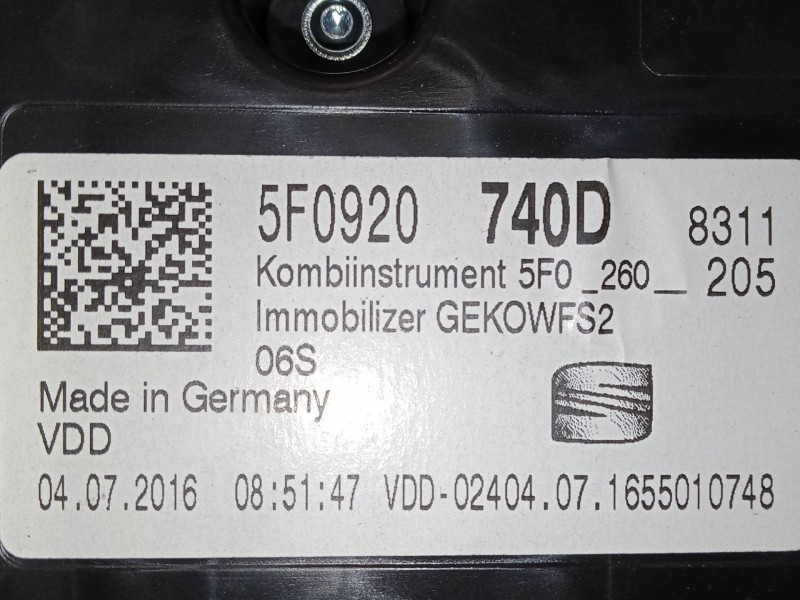 5F0920 740D 8311
Kombiinstrument 5F0_260__ 205
Immobilizer GEKOWFS2
06S
Made in Germany
VDD
04.07.2016 08:51:47 VDD-02404.07.1655010748